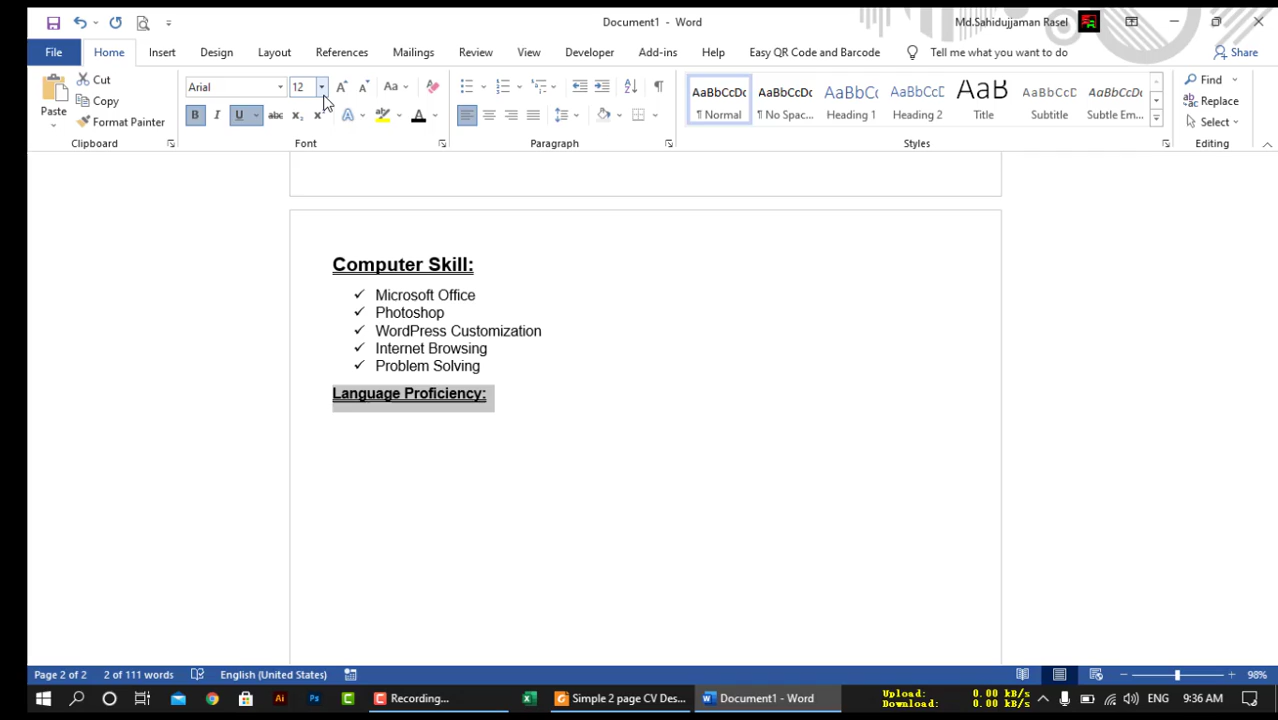 Document1 - Word
Md.Sahidujjaman Rasel
File Home Insert Design Layout References Mailings Review View Developer Add-ins Help Easy QR Code and Barcode Tell me what you want to do Share
Paste
Cut
Copy
Format Painter
Clipboard
Arial 12
Font
Paragraph
AaBbCcDc ¶ Normal
AaBbCcDc ¶ No Spac...
AaBbCc Heading 1
AaBbCcD Heading 2
AaB Title
AaBbCcD Subtitle
AaBbCcDc Subtle Em...
Styles
Find
Replace
Select
Editing
Computer Skill:
✓ Microsoft Office
✓ Photoshop
✓ WordPress Customization
✓ Internet Browsing
✓ Problem Solving
Language Proficiency:
Page 2 of 2 2 of 111 words English (United States) 98%
Recording... Simple 2 page CV Des... Document1 - Word
Upload: 0.00 kB/s
Download: 0.00 kB/s
ENG 9:36 AM